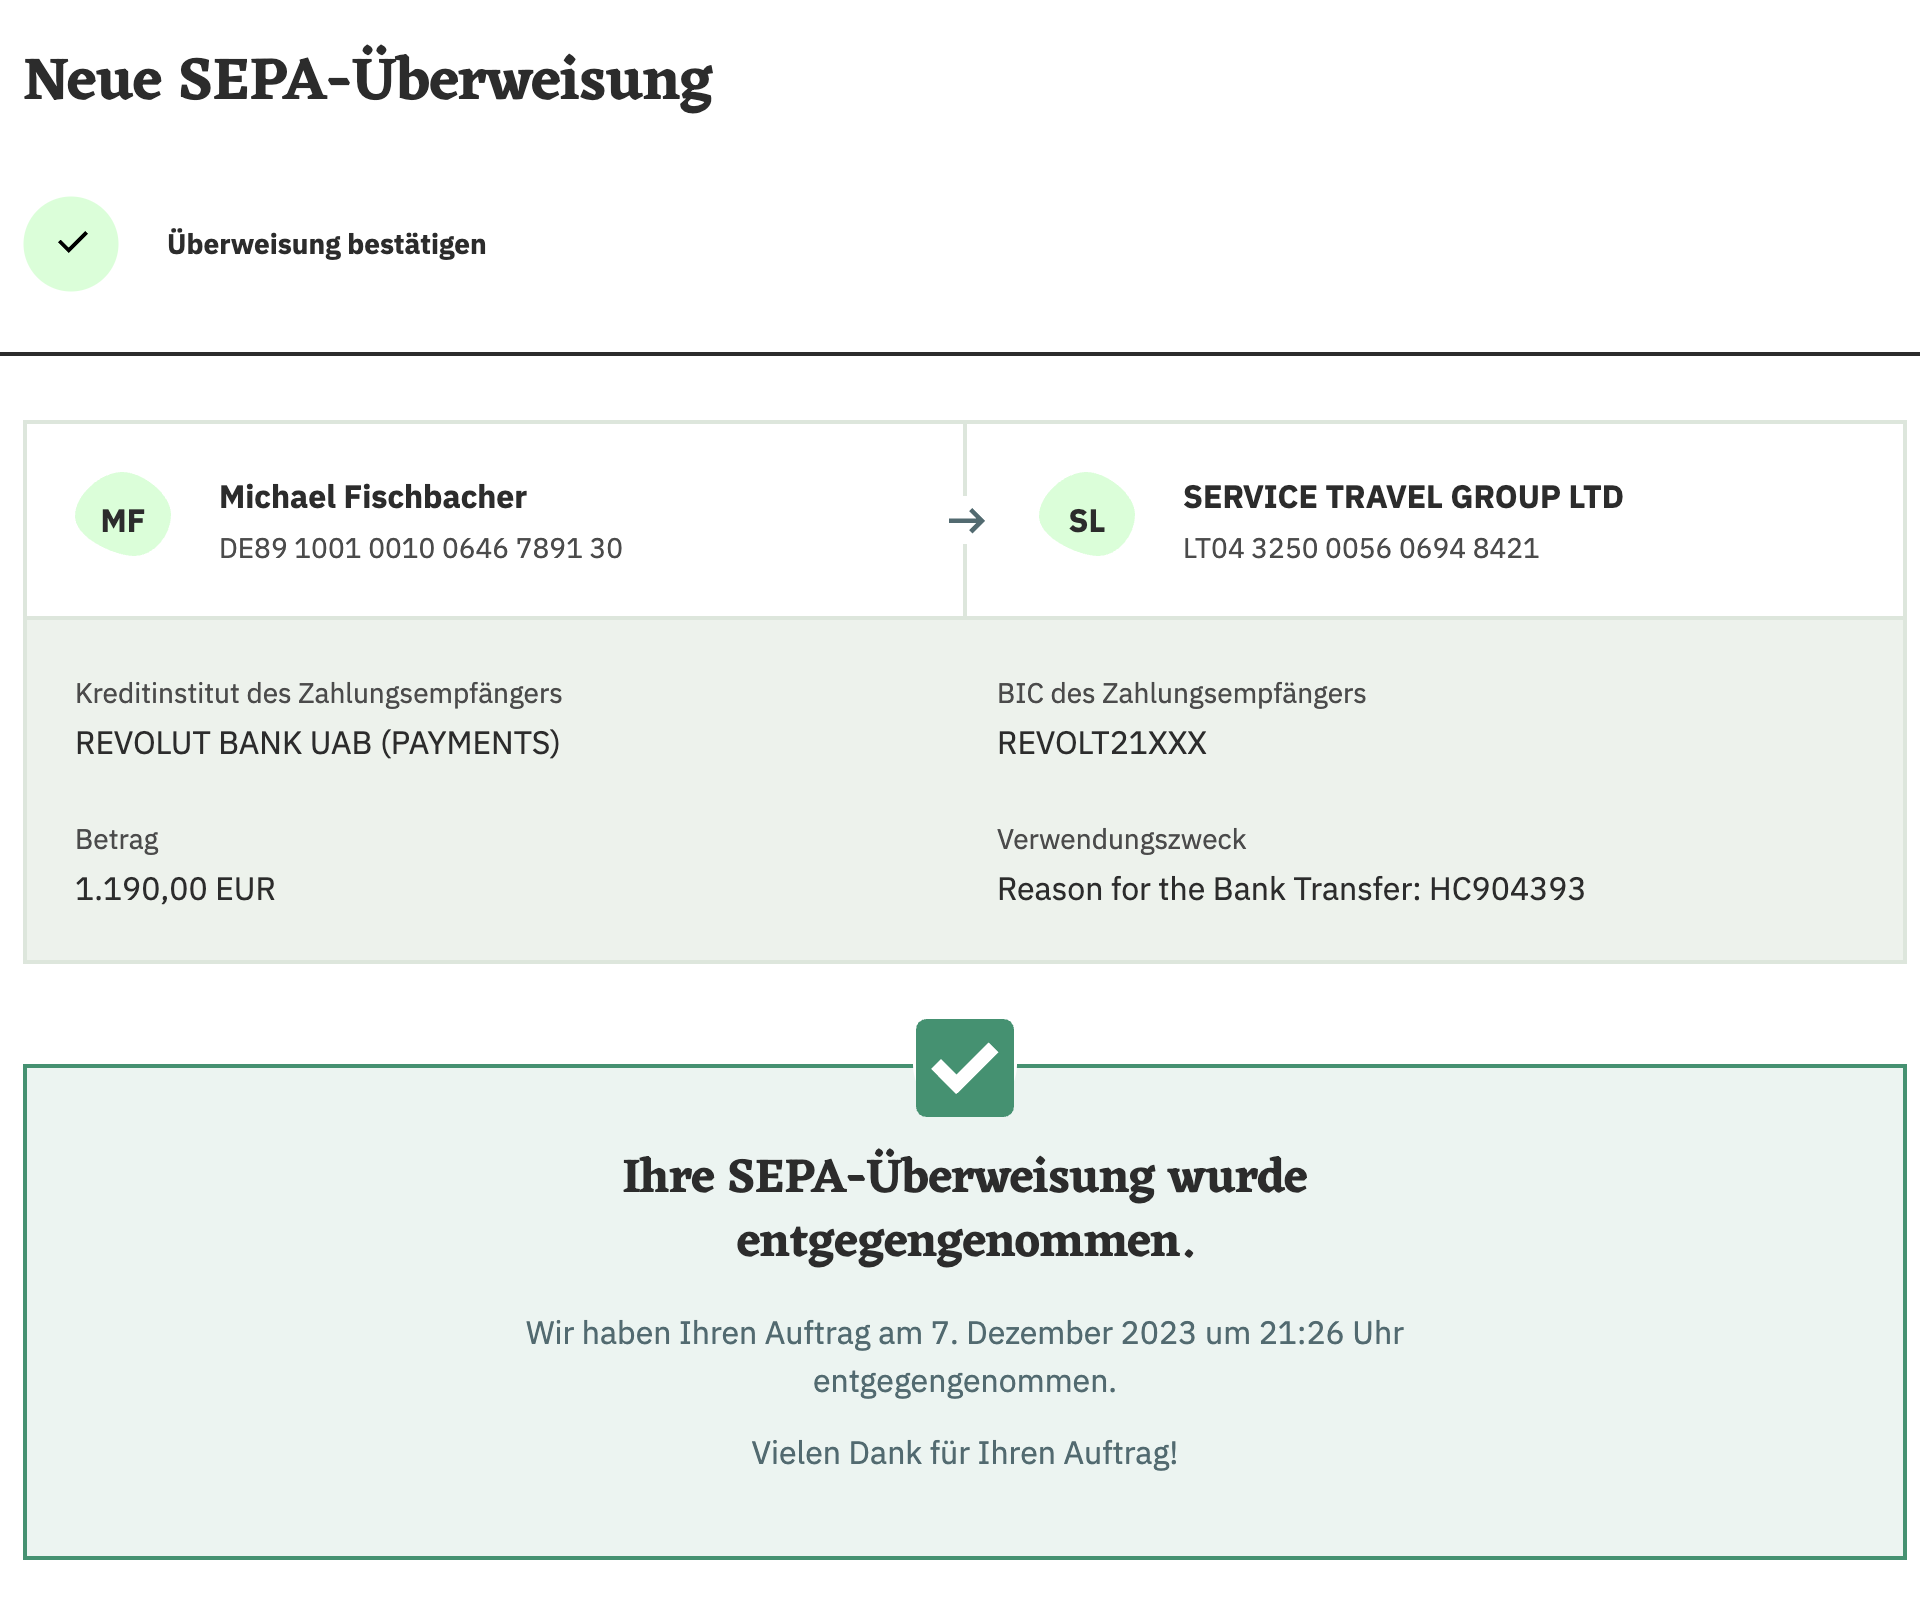 Neue SEPA-Überweisung
Überweisung bestätigen
MF
Michael Fischbacher
DE89 1001 0010 0646 7891 30
SL
SERVICE TRAVEL GROUP LTD
LT04 3250 0056 0694 8421
Kreditinstitut des Zahlungsempfängers
REVOLUT BANK UAB (PAYMENTS)
BIC des Zahlungsempfängers
REVOLT21XXX
Betrag
1.190,00 EUR
Verwendungszweck
Reason for the Bank Transfer: HC904393
Ihre SEPA-Überweisung wurde
entgegengenommen.
Wir haben Ihren Auftrag am 7. Dezember 2023 um 21:26 Uhr
entgegengenommen.
Vielen Dank für Ihren Auftrag!